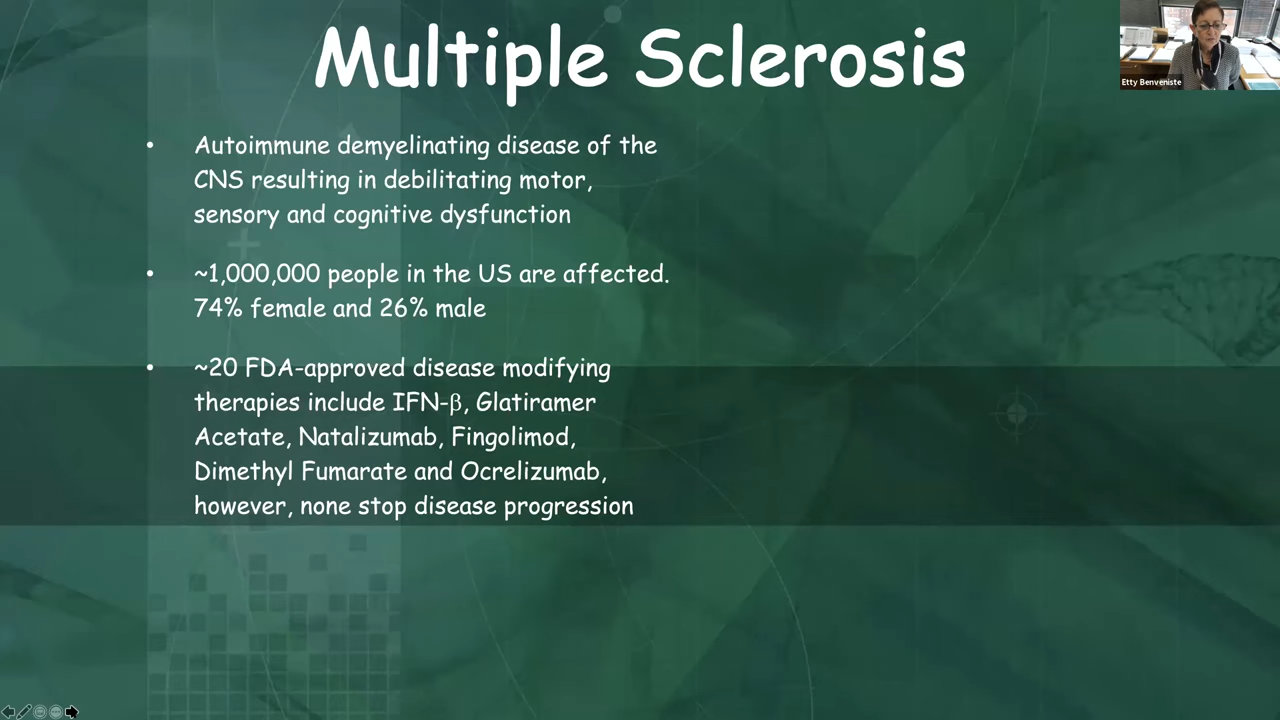 Multiple Sclerosis
Etty Benveniste
• Autoimmune demyelinating disease of the
CNS resulting in debilitating motor,
sensory and cognitive dysfunction
• ~1,000,000 people in the US are affected.
74% female and 26% male
• ~20 FDA-approved disease modifying
therapies include IFN-β, Glatiramer
Acetate, Natalizumab, Fingolimod,
Dimethyl Fumarate and Ocrelizumab,
however, none stop disease progression